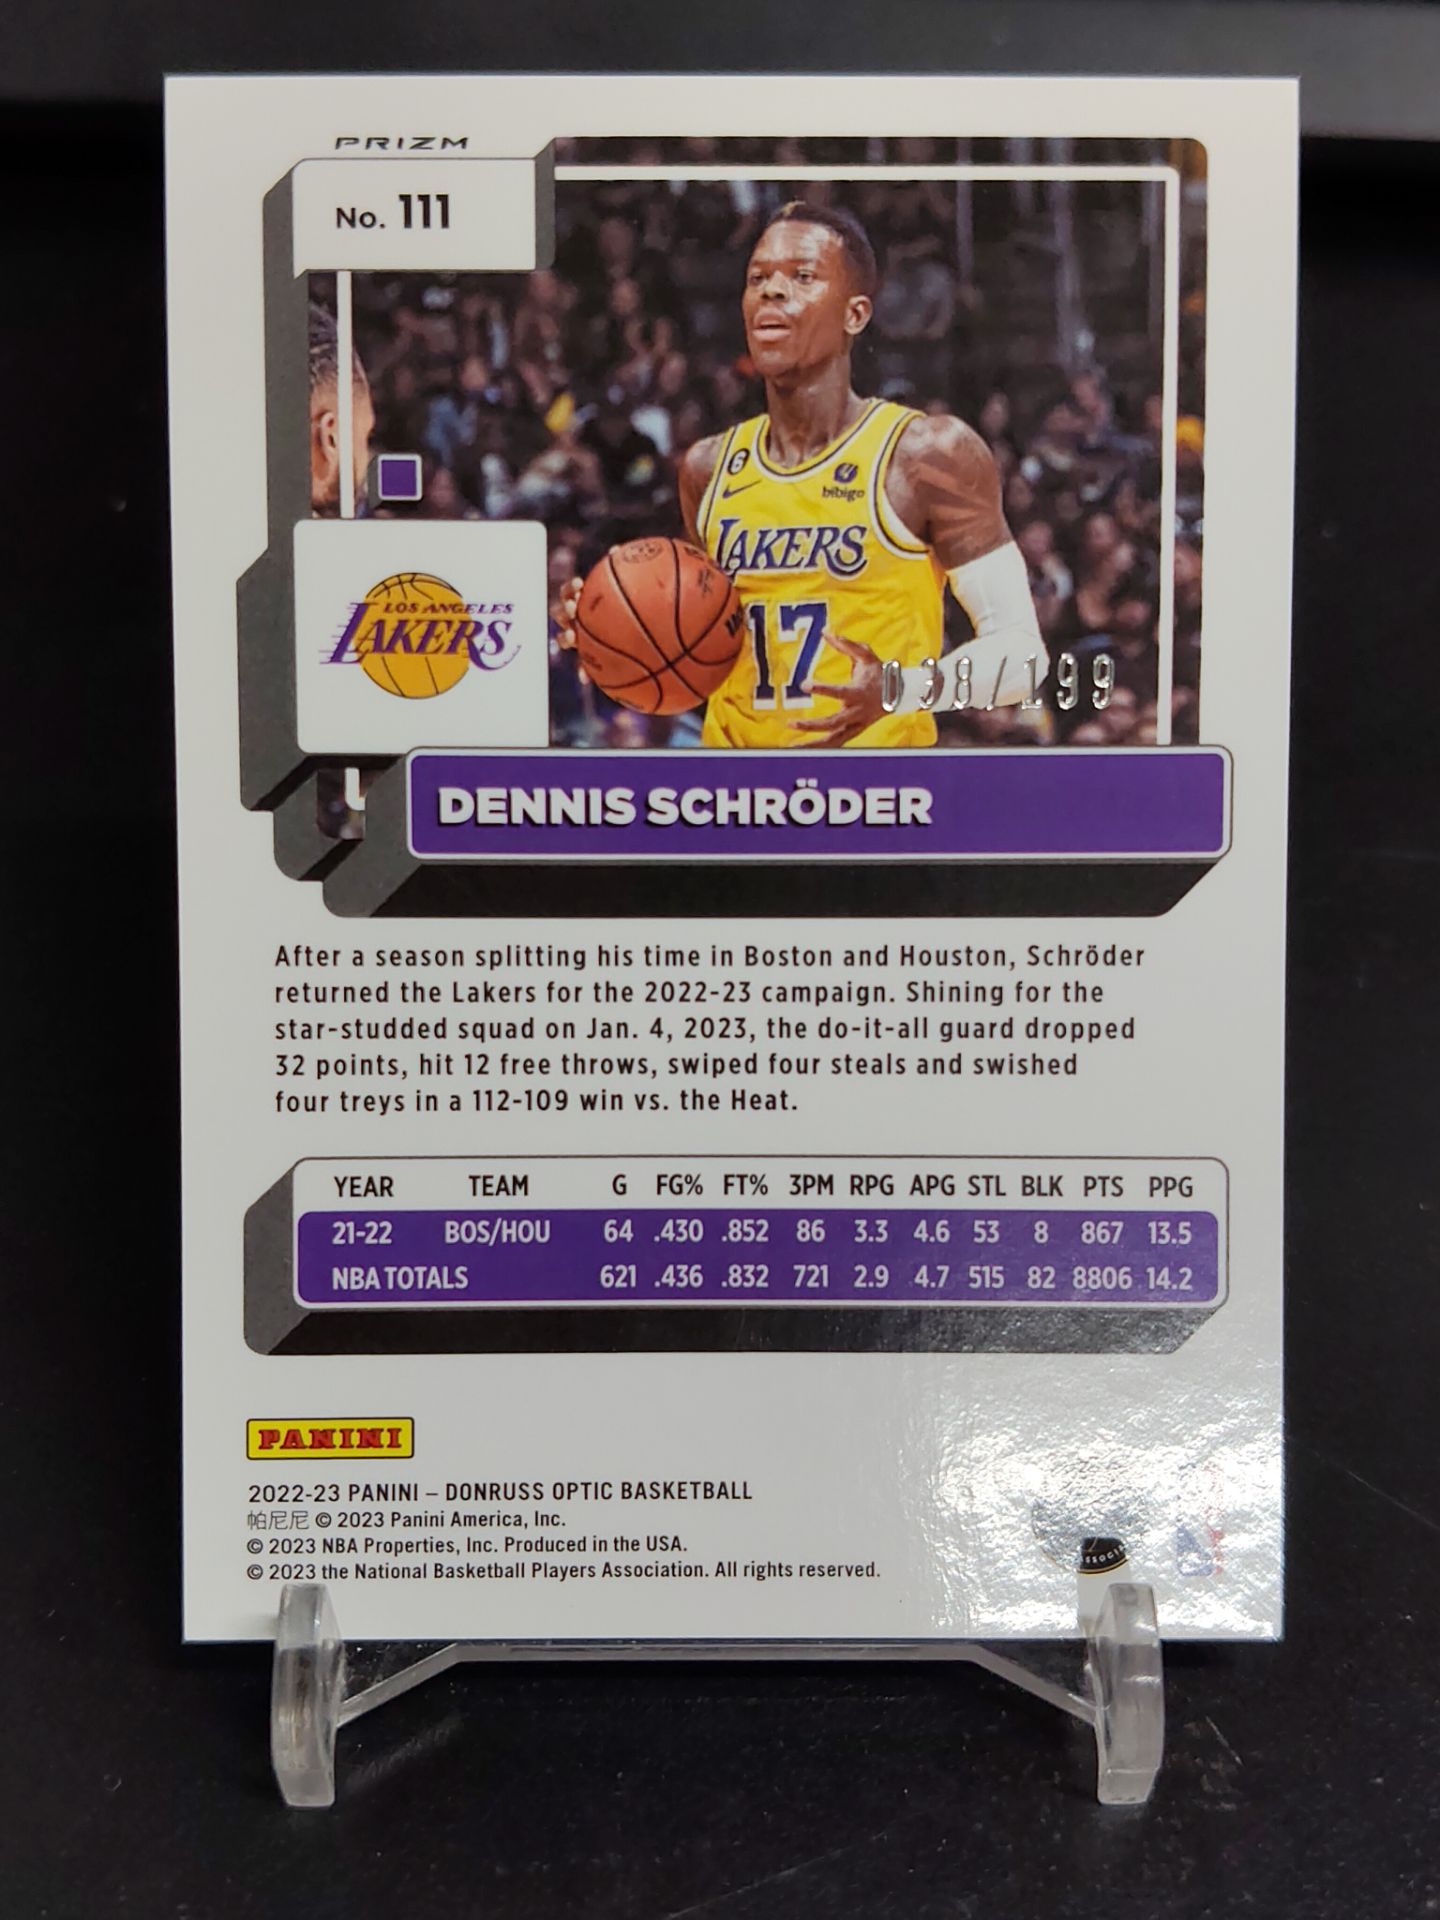 PRIZM
No. 111
6
bibigo
LAKERS
17
LOS ANGELES
LAKERS
038/199
DENNIS SCHRÖDER
After a season splitting his time in Boston and Houston, Schröder
returned the Lakers for the 2022-23 campaign. Shining for the
star-studded squad on Jan. 4, 2023, the do-it-all guard dropped
32 points, hit 12 free throws, swiped four steals and swished
four treys in a 112-109 win vs. the Heat.
YEAR TEAM G FG% FT% 3PM RPG APG STL BLK PTS PPG
21-22 BOS/HOU 64 .430 .852 86 3.3 4.6 53 8 867 13.5
NBA TOTALS 621 .436 .832 721 2.9 4.7 515 82 8806 14.2
PANINI
2022-23 PANINI – DONRUSS OPTIC BASKETBALL
帕尼尼 © 2023 Panini America, Inc.
© 2023 NBA Properties, Inc. Produced in the USA.
© 2023 the National Basketball Players Association. All rights reserved.